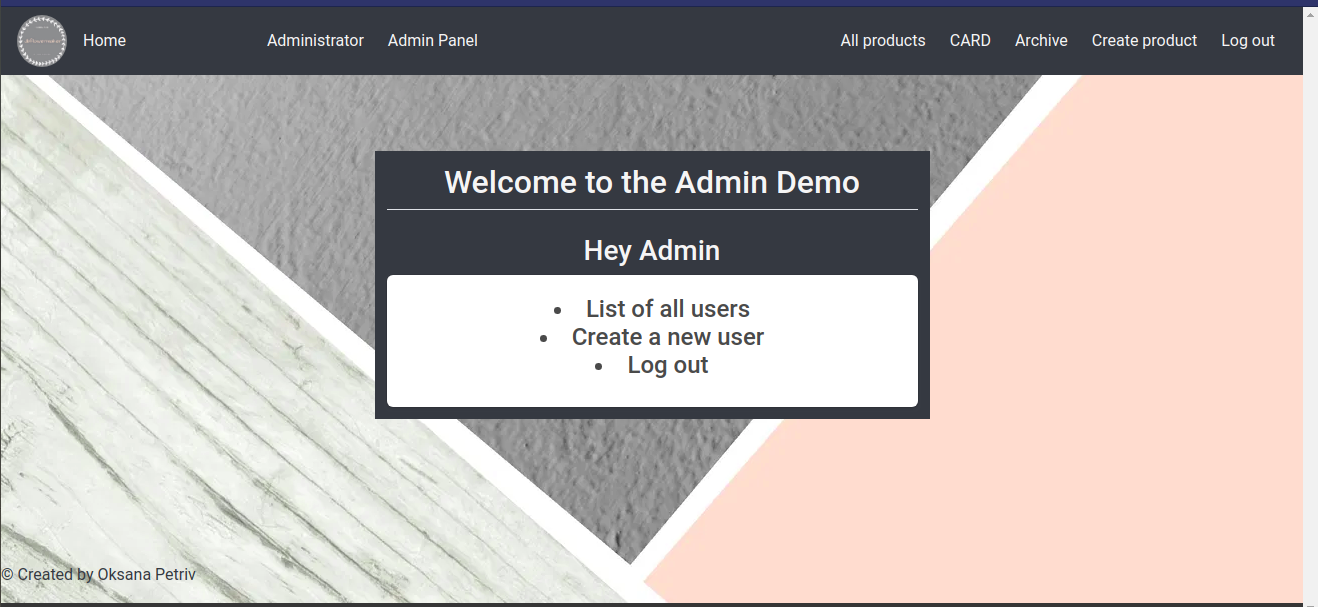 Home Administrator Admin Panel All products CARD Archive Create product Log out
Welcome to the Admin Demo
Hey Admin
List of all users
Create a new user
Log out
© Created by Oksana Petriv